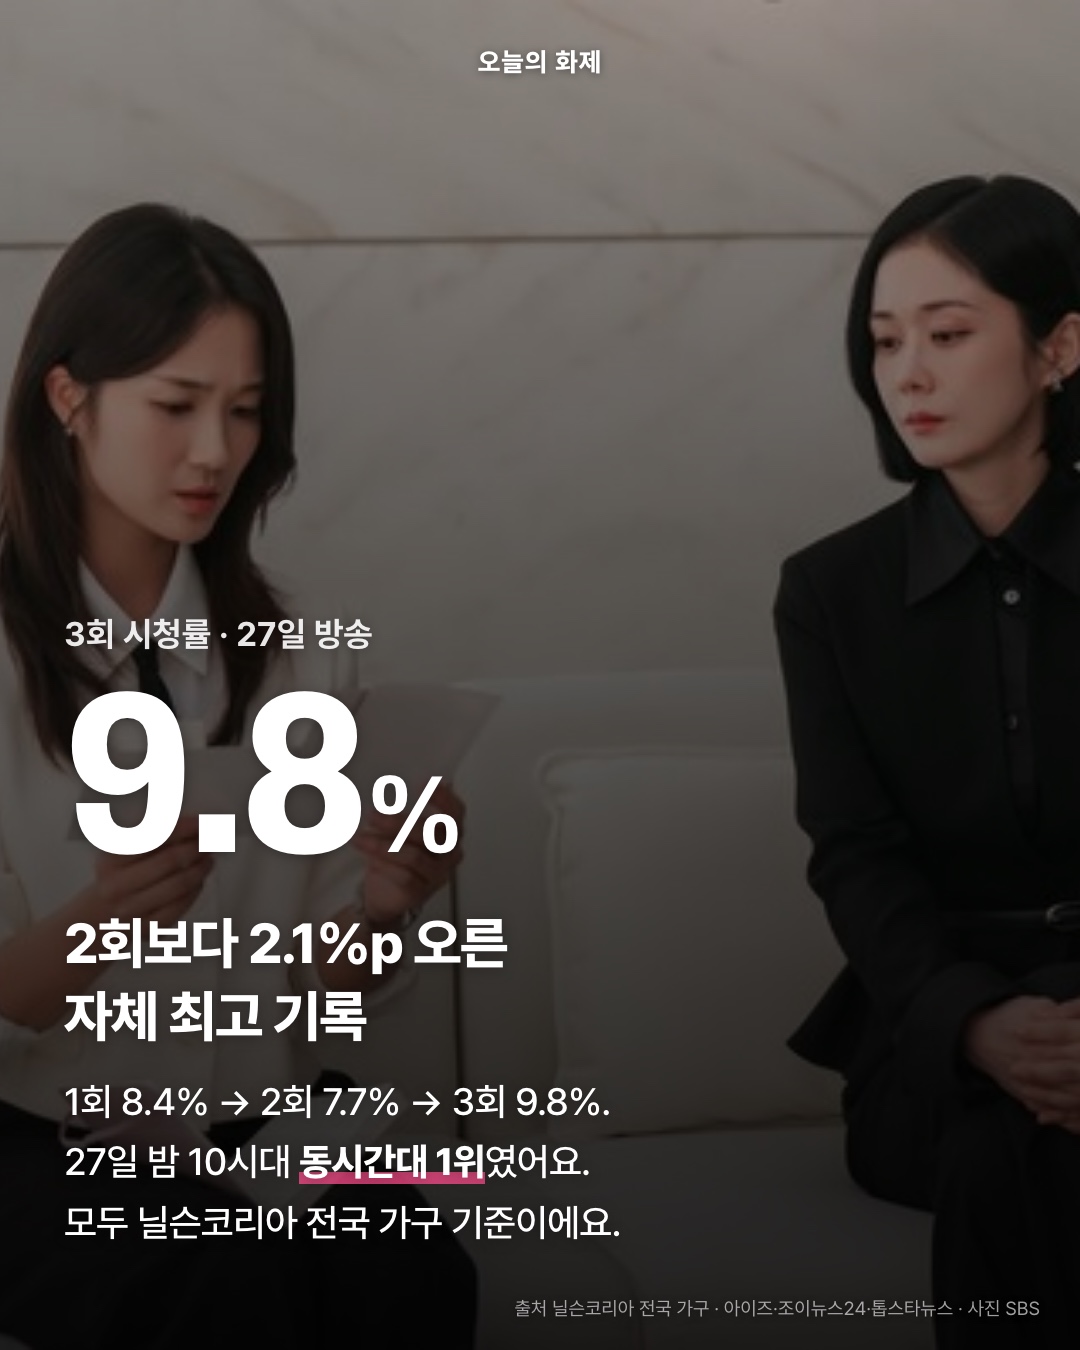 오늘의 화제
3회 시청률 · 27일 방송
9.8%
2회보다 2.1%p 오른
자체 최고 기록
1회 8.4% → 2회 7.7% → 3회 9.8%.
27일 밤 10시대 동시간대 1위였어요.
모두 닐슨코리아 전국 가구 기준이에요.
출처 닐슨코리아 전국 가구 · 아이즈·조이뉴스24·톱스타뉴스 · 사진 SBS